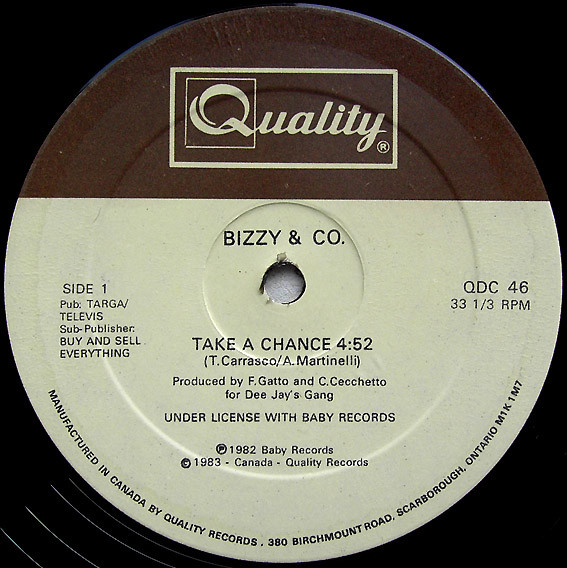 Quality®
BIZZY & CO.
SIDE 1
Pub: TARGA/
TELEVIS
Sub-Publisher:
BUY AND SELL
EVERYTHING
QDC 46
33 1/3 RPM
TAKE A CHANCE 4:52
(T.Carrasco/A.Martinelli)
Produced by F.Gatto and C.Cecchetto
for Dee Jay's Gang
UNDER LICENSE WITH BABY RECORDS
℗1982 Baby Records
©1983 - Canada - Quality Records
MANUFACTURED IN CANADA BY QUALITY RECORDS . 380 BIRCHMOUNT ROAD, SCARBOROUGH, ONTARIO M1K 1M7